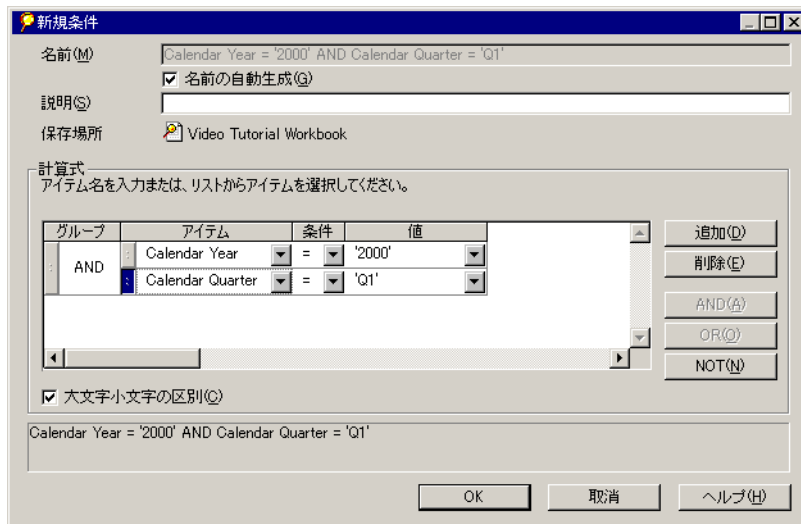 新規条件
名前(M) Calendar Year = '2000' AND Calendar Quarter = 'Q1'
名前の自動生成(G)
説明(S)
保存場所 Video Tutorial Workbook
計算式
アイテム名を入力または、リストからアイテムを選択してください。
グループ アイテム 条件 値
AND
Calendar Year = '2000'
Calendar Quarter = 'Q1'
追加(D)
削除(E)
AND(A)
OR(O)
NOT(N)
大文字小文字の区別(C)
Calendar Year = '2000' AND Calendar Quarter = 'Q1'
OK 取消 ヘルプ(H)